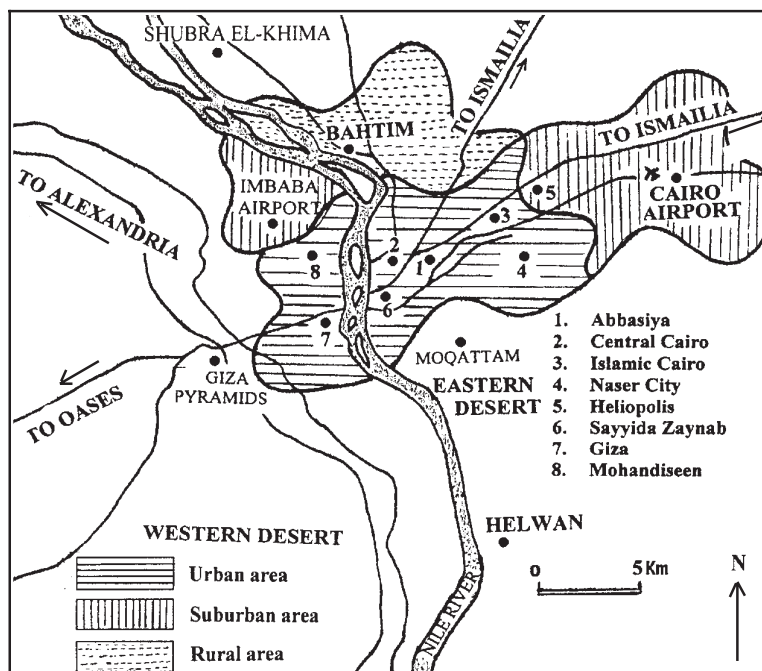 SHUBRA EL-KHIMA
BAHTIM
TO ISMAILIA
TO ISMAILIA
IMBABA
AIRPORT
CAIRO
AIRPORT
TO ALEXANDRIA
5
3
2
1
8
4
6
7
MOQATTAM
EASTERN
DESERT
GIZA
PYRAMIDS
TO OASES
1. Abbasiya
2. Central Cairo
3. Islamic Cairo
4. Naser City
5. Heliopolis
6. Sayyida Zaynab
7. Giza
8. Mohandiseen
HELWAN
WESTERN DESERT
Urban area
Suburban area
Rural area
NILE RIVER
0 5 Km
N